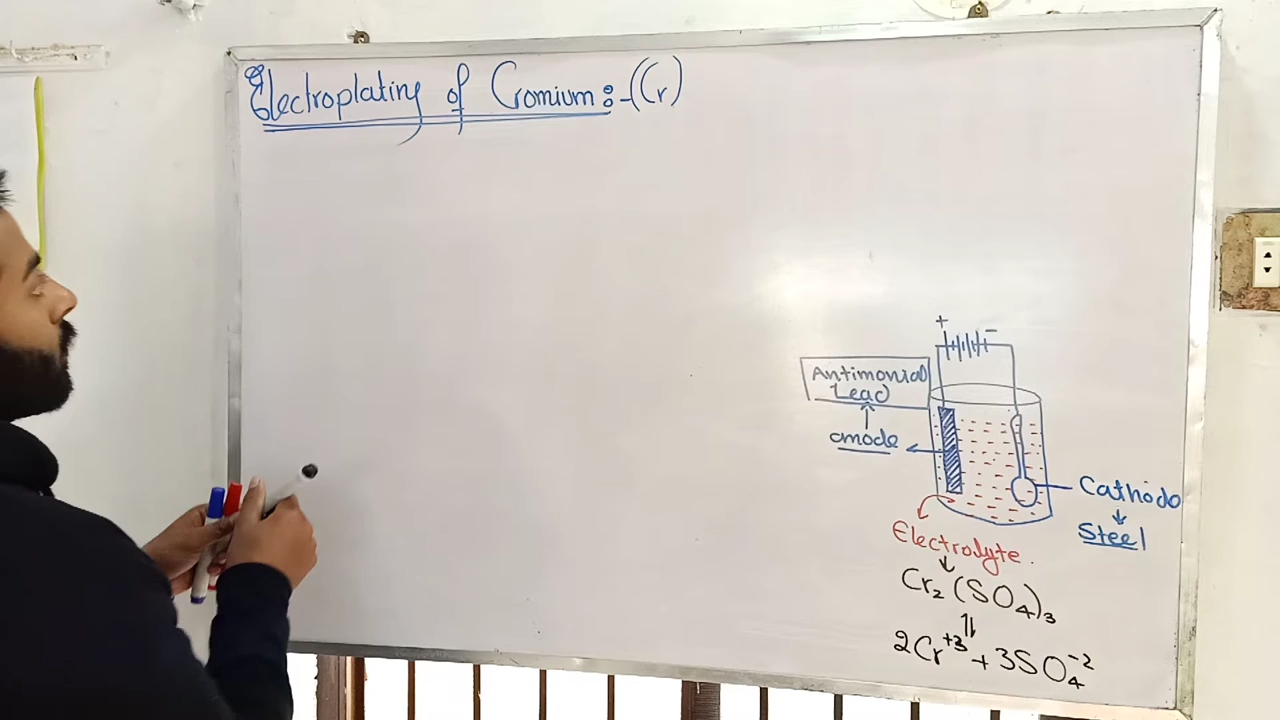 Electroplating of Cromium :-(Cr)
+ -
Antimonial
Lead
anode
Cathode
Steel
Electrolyte.
Cr₂(SO₄)₃
⇅
2Cr⁺³ + 3SO₄⁻²